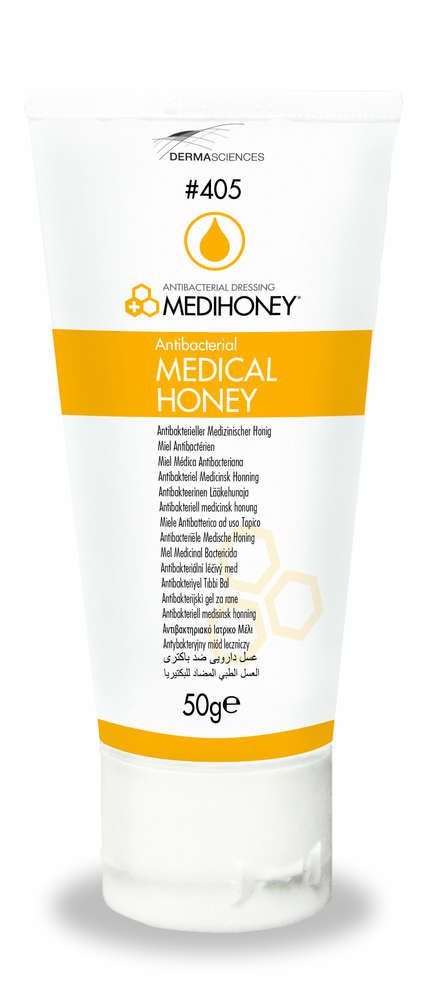 DERMASCIENCES
#405
ANTIBACTERIAL DRESSING
MEDIHONEY®
Antibacterial
MEDICAL
HONEY
Antibakterieller Medizinischer Honig
Miel Antibactérien
Miel Médica Antibacteriana
Antibakteriel Medicinsk Honning
Antibakteerinen Lääkehunaja
Antibakteriell medicinsk honung
Miele Antibatterico ad uso Topico
Antibacteriële Medische Honing
Mel Medicinal Bactericida
Antibakteriální léčivý med
Antibakteriyel Tıbbi Bal
Antibakterijski gel za rane
Antibakteriell medisinsk honning
Αντιβακτηριακό Ιατρικο Μέλι
Antybakteryjny miód leczniczy
عسل دارویی ضد باکتری
العسل الطبي المضاد للبكتيريا
50g℮